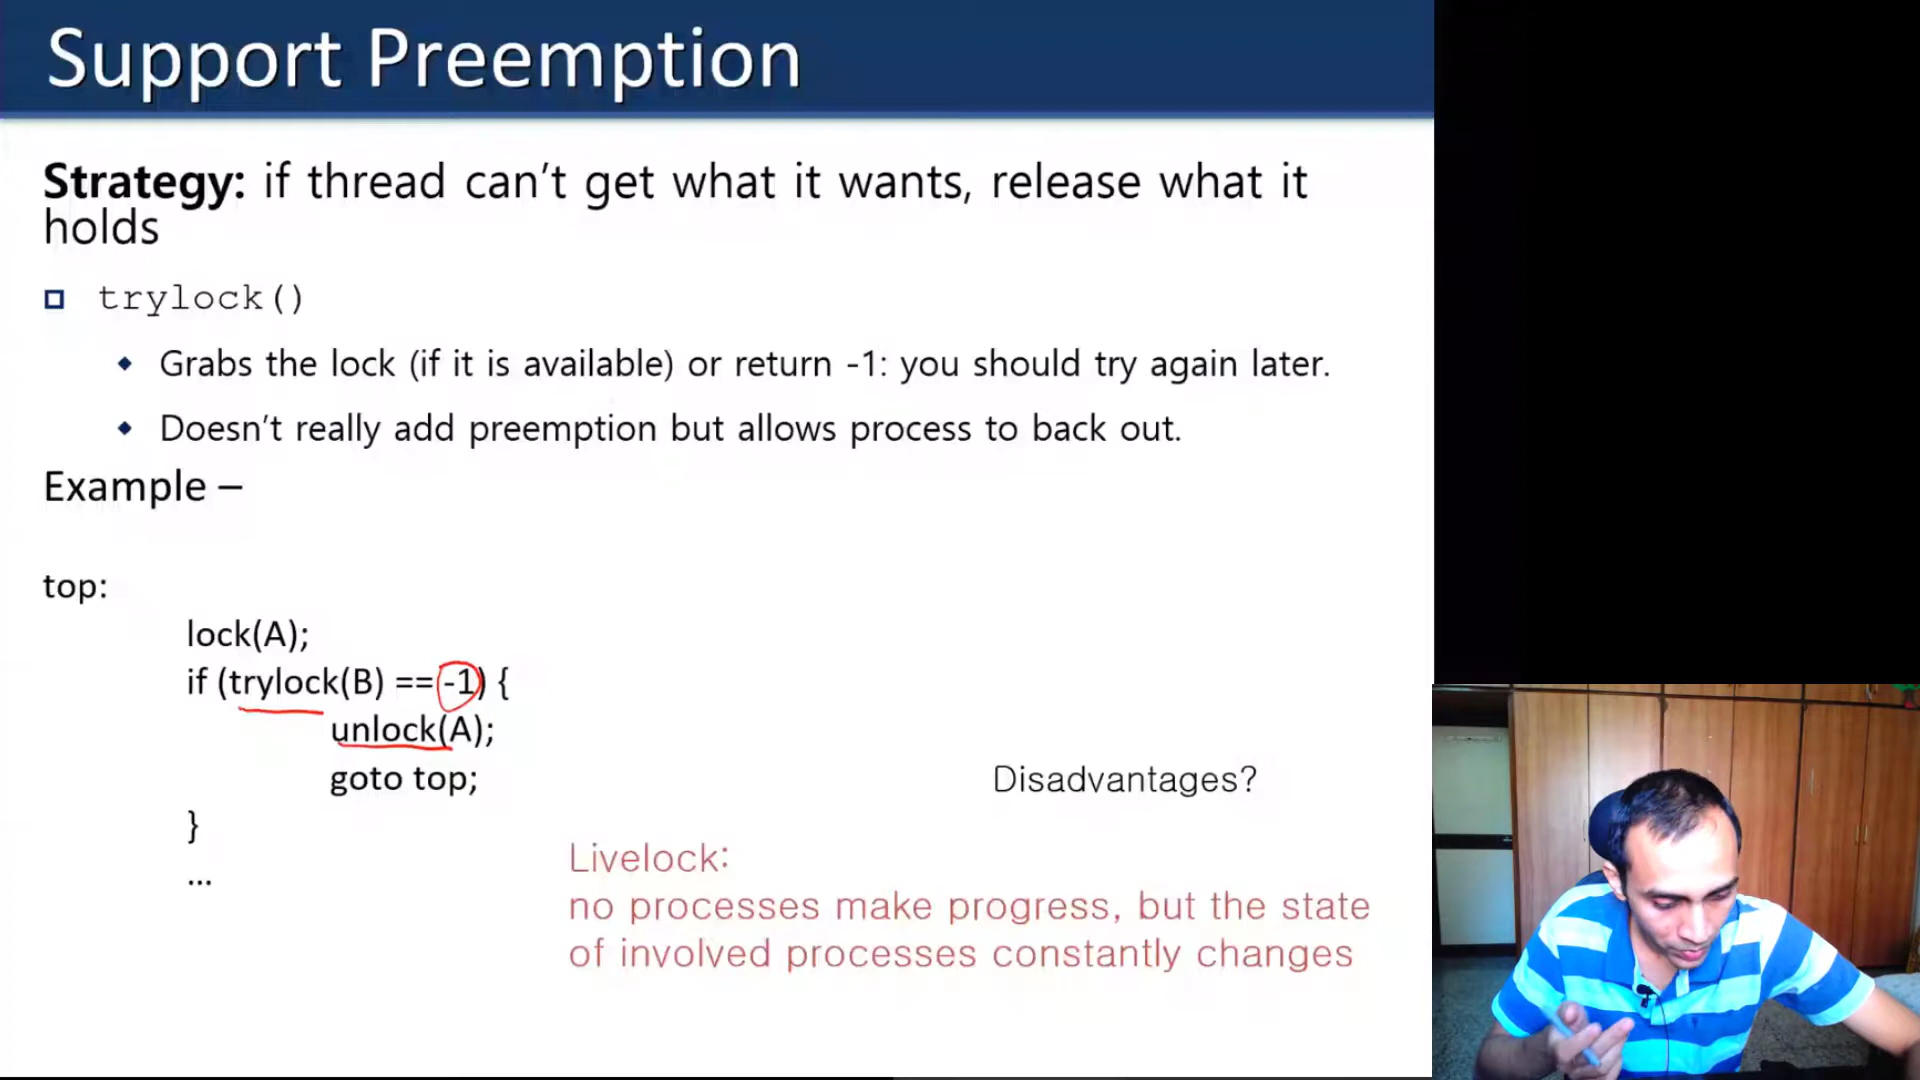 Support Preemption
Strategy: if thread can't get what it wants, release what it
holds
trylock()
Grabs the lock (if it is available) or return -1: you should try again later.
Doesn't really add preemption but allows process to back out.
Example –
top:
lock(A);
if (trylock(B) == -1) {
unlock(A);
goto top;
}
...
Disadvantages?
Livelock:
no processes make progress, but the state
of involved processes constantly changes